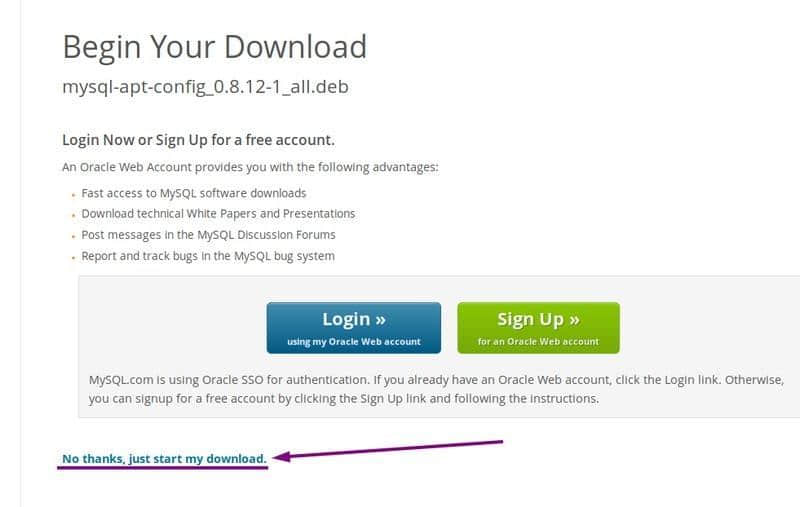 Begin Your Download
mysql-apt-config_0.8.12-1_all.deb
Login Now or Sign Up for a free account.
An Oracle Web Account provides you with the following advantages:
Fast access to MySQL software downloads
Download technical White Papers and Presentations
Post messages in the MySQL Discussion Forums
Report and track bugs in the MySQL bug system
Login »
using my Oracle Web account
Sign Up »
for an Oracle Web account
MySQL.com is using Oracle SSO for authentication. If you already have an Oracle Web account, click the Login link. Otherwise,
you can signup for a free account by clicking the Sign Up link and following the instructions.
No thanks, just start my download.